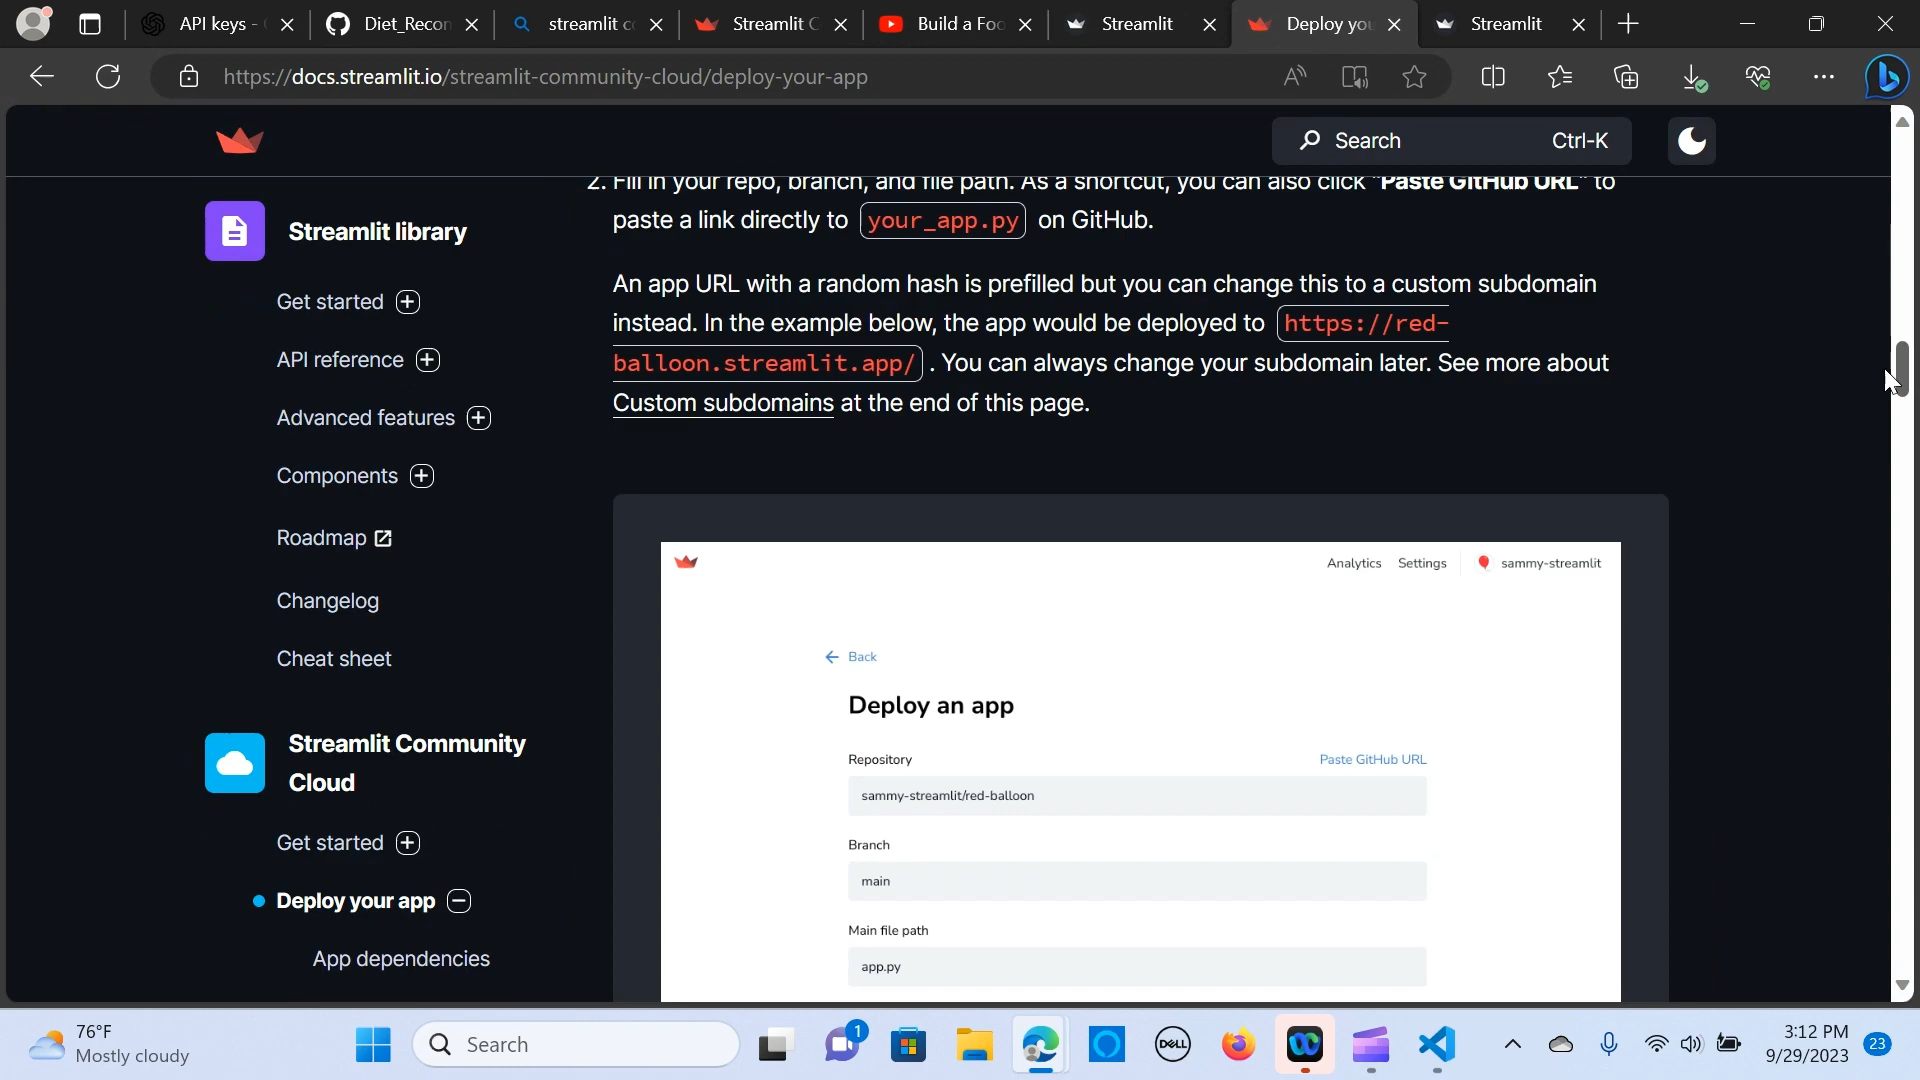 API keys -
Diet_Recon
streamlit c
Streamlit C
Build a Foo
Streamlit
Deploy you
Streamlit
https://docs.streamlit.io/streamlit-community-cloud/deploy-your-app
Search
Ctrl-K
2. Fill in your repo, branch, and file path. As a shortcut, you can also click "Paste GitHub URL" to
paste a link directly to your_app.py on GitHub.
An app URL with a random hash is prefilled but you can change this to a custom subdomain
instead. In the example below, the app would be deployed to https://red-
balloon.streamlit.app/ . You can always change your subdomain later. See more about
Custom subdomains at the end of this page.
Streamlit library
Get started
API reference
Advanced features
Components
Roadmap
Changelog
Cheat sheet
Streamlit Community
Cloud
Get started
Deploy your app
App dependencies
Analytics
Settings
sammy-streamlit
Back
Deploy an app
Repository
Paste GitHub URL
sammy-streamlit/red-balloon
Branch
main
Main file path
app.py
76°F
Mostly cloudy
Search
1
DELL
3:12 PM
9/29/2023
23